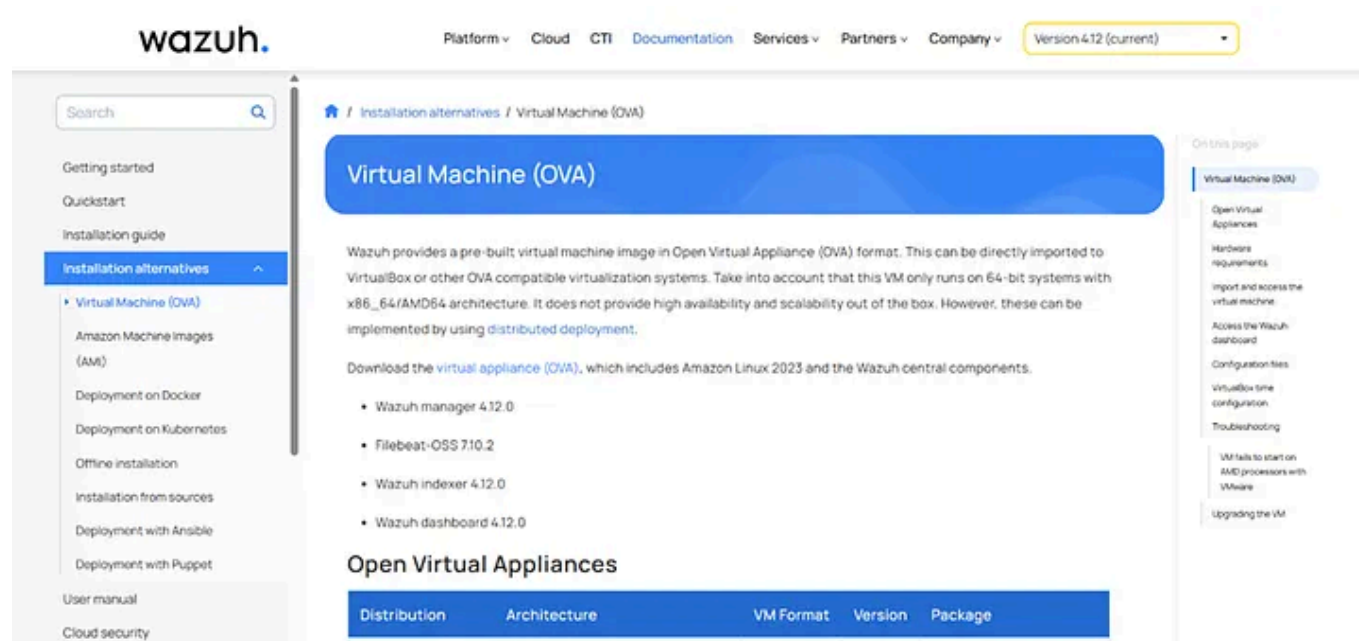 wazuh.
Platform Cloud CTI Documentation Services Partners Company Version 4.12 (current)
Search
Getting started
Quickstart
Installation guide
Installation alternatives
Virtual Machine (OVA)
Amazon Machine Images
(AMI)
Deployment on Docker
Deployment on Kubernetes
Offline installation
Installation from sources
Deployment with Ansible
Deployment with Puppet
User manual
Cloud security
/ Installation alternatives / Virtual Machine (OVA)
Virtual Machine (OVA)
Wazuh provides a pre-built virtual machine image in Open Virtual Appliance (OVA) format. This can be directly imported to
VirtualBox or other OVA compatible virtualization systems. Take into account that this VM only runs on 64-bit systems with
x86_64/AMD64 architecture. It does not provide high availability and scalability out of the box. However, these can be
implemented by using distributed deployment.
Download the virtual appliance (OVA), which includes Amazon Linux 2023 and the Wazuh central components.
• Wazuh manager 4.12.0
• Filebeat-OSS 7.10.2
• Wazuh indexer 4.12.0
• Wazuh dashboard 4.12.0
Open Virtual Appliances
Distribution Architecture VM Format Version Package
On this page
Virtual Machine (OVA)
Open Virtual
Appliances
Hardware
requirements
Import and access the
virtual machine
Access the Wazuh
dashboard
Configuration files
VirtualBox time
configuration
Troubleshooting
VM fails to start on
AMD processors with
VMware
Upgrading the VM